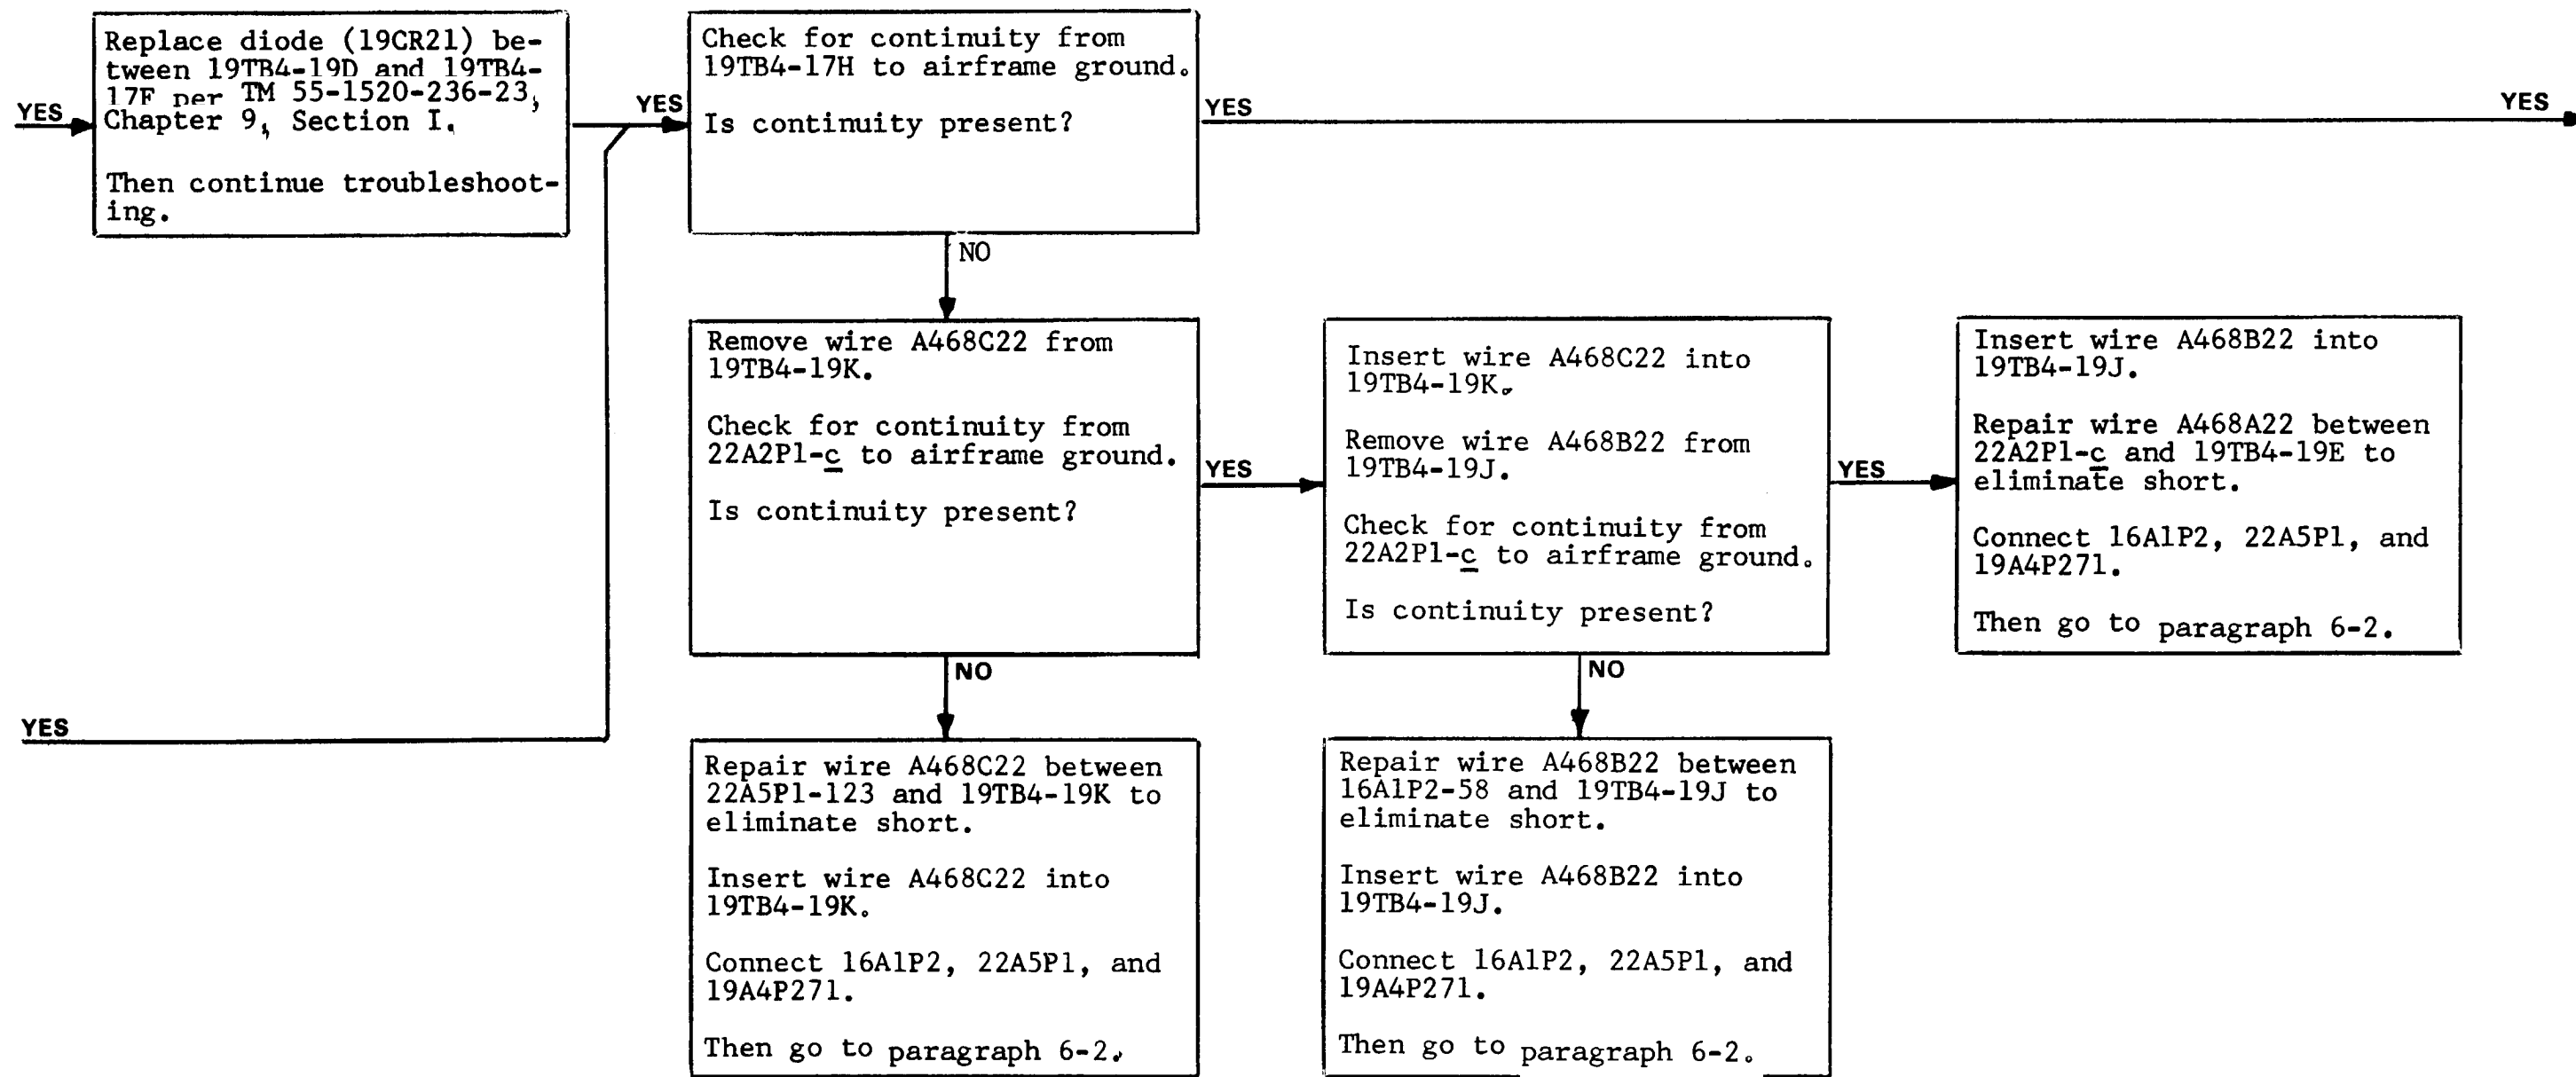 YES
Replace diode (19CR21) be-
tween 19TB4-19D and 19TB4-
17F per TM 55-1520-236-23,
Chapter 9, Section I.
Then continue troubleshoot-
ing.
YES
Check for continuity from
19TB4-17H to airframe ground.
Is continuity present?
YES
YES
NO
Remove wire A468C22 from
19TB4-19K.
Check for continuity from
22A2P1-c to airframe ground.
Is continuity present?
YES
Insert wire A468C22 into
19TB4-19K.
Remove wire A468B22 from
19TB4-19J.
Check for continuity from
22A2P1-c to airframe ground.
Is continuity present?
YES
Insert wire A468B22 into
19TB4-19J.
Repair wire A468A22 between
22A2P1-c and 19TB4-19E to
eliminate short.
Connect 16A1P2, 22A5P1, and
19A4P271.
Then go to paragraph 6-2.
NO
NO
YES
Repair wire A468C22 between
22A5P1-123 and 19TB4-19K to
eliminate short.
Insert wire A468C22 into
19TB4-19K.
Connect 16A1P2, 22A5P1, and
19A4P271.
Then go to paragraph 6-2.
Repair wire A468B22 between
16A1P2-58 and 19TB4-19J to
eliminate short.
Insert wire A468B22 into
19TB4-19J.
Connect 16A1P2, 22A5P1, and
19A4P271.
Then go to paragraph 6-2.